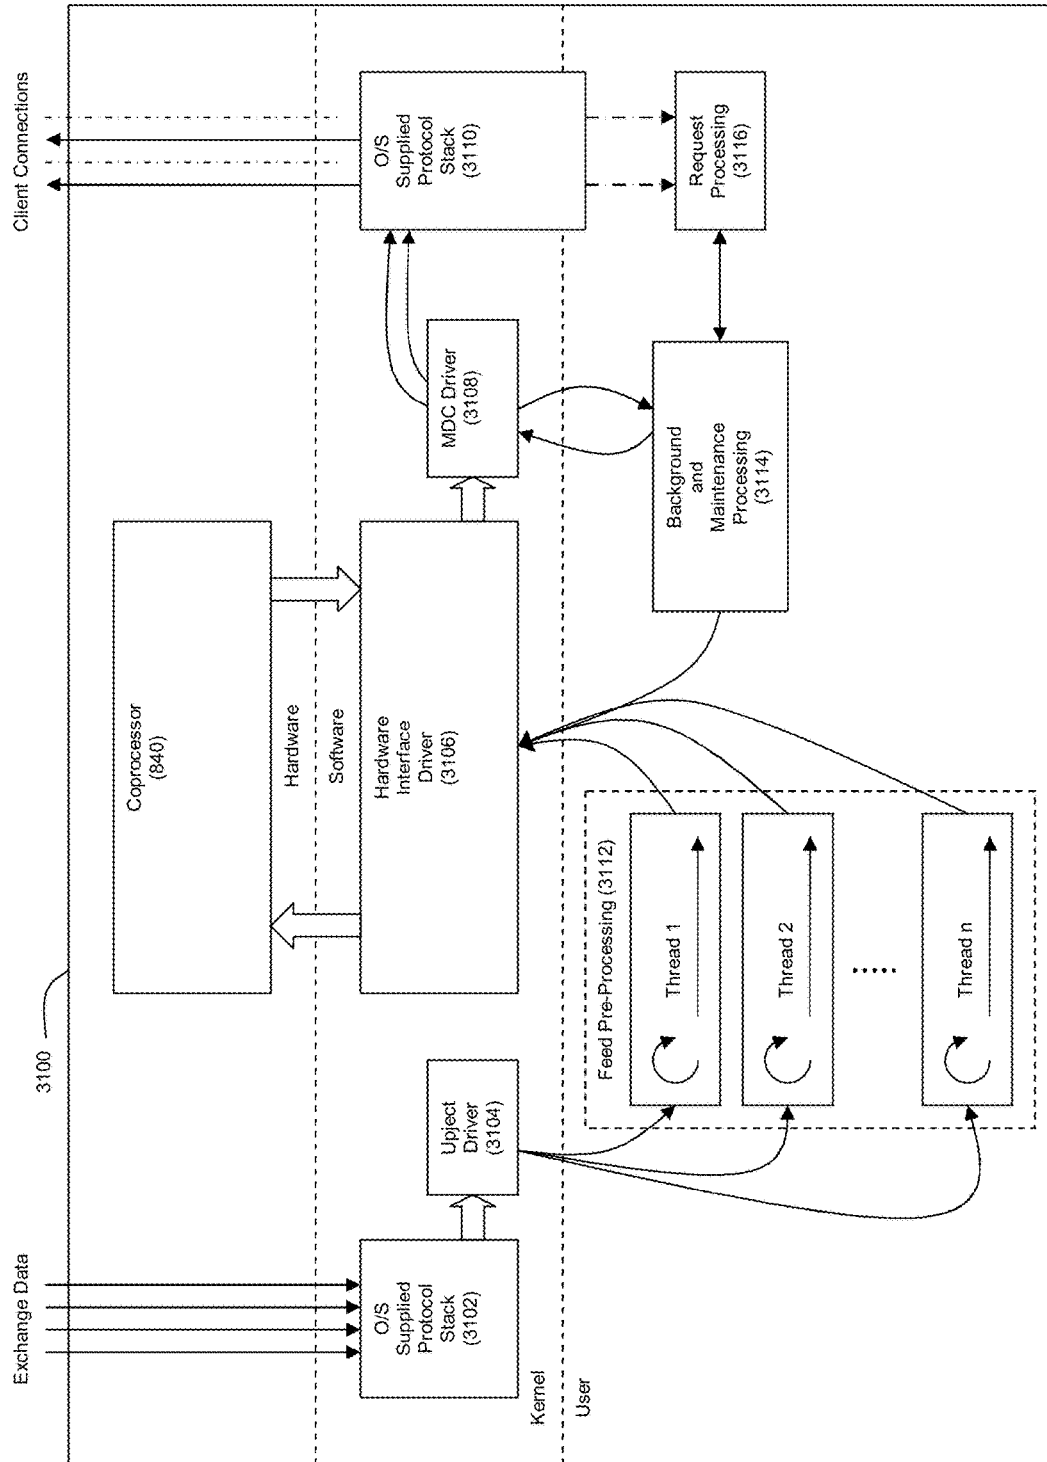 Exchange Data
Client Connections
3100
Coprocessor
(840)
Hardware
Software
O/S
Supplied
Protocol
Stack
(3102)
Upject
Driver
(3104)
Hardware
Interface
Driver
(3106)
MDC Driver
(3108)
O/S
Supplied
Protocol
Stack
(3110)
Kernel
User
Feed Pre-Processing (3112)
Thread 1
Thread 2
.....
Thread n
Background
and
Maintenance
Processing
(3114)
Request
Processing
(3116)